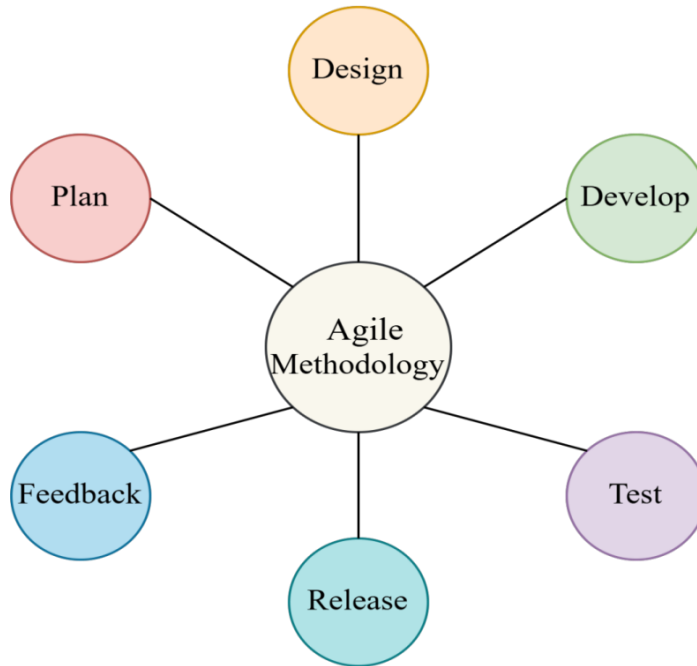 Design
Plan
Develop
Agile
Methodology
Feedback
Test
Release